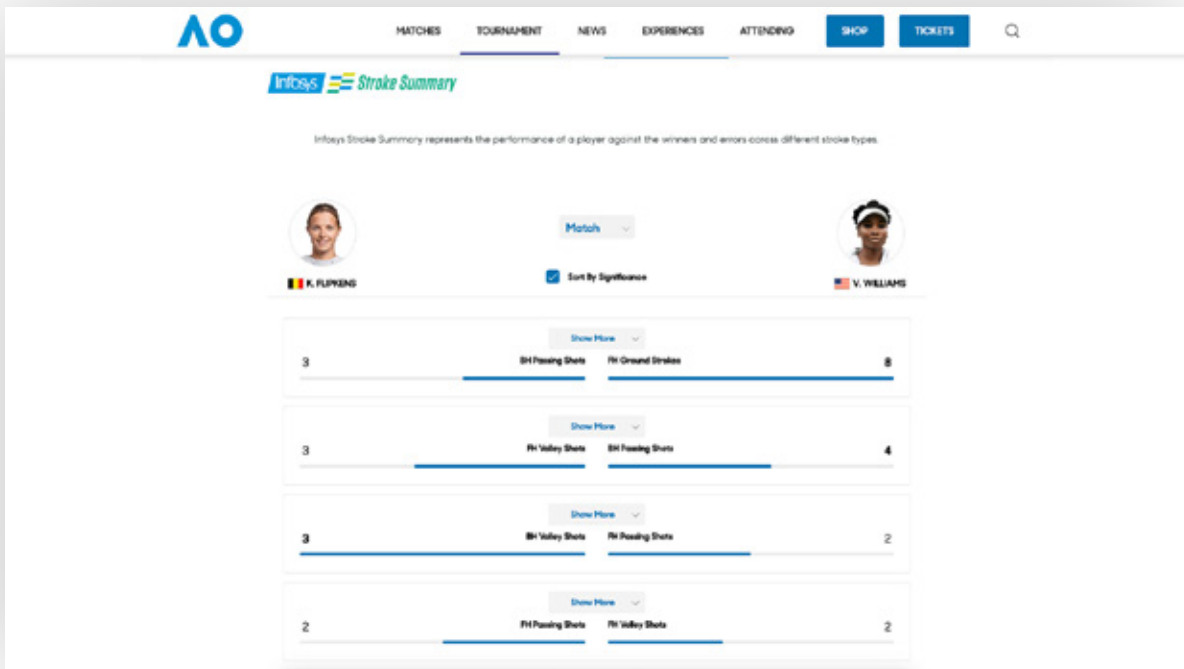 AO
MATCHES TOURNAMENT NEWS EXPERIENCES ATTENDING SHOP TICKETS
Infosys Stroke Summary
Infosys Stroke Summary represents the performance of a player against the winners and errors across different stroke types.
Match
Sort By Significance
K. FLIPKENS V. WILLIAMS
Show More
3 BH Passing Shots FH Ground Strokes 8
Show More
3 FH Volley Shots BH Passing Shots 4
Show More
3 BH Volley Shots FH Passing Shots 2
Show More
2 FH Passing Shots FH Volley Shots 2